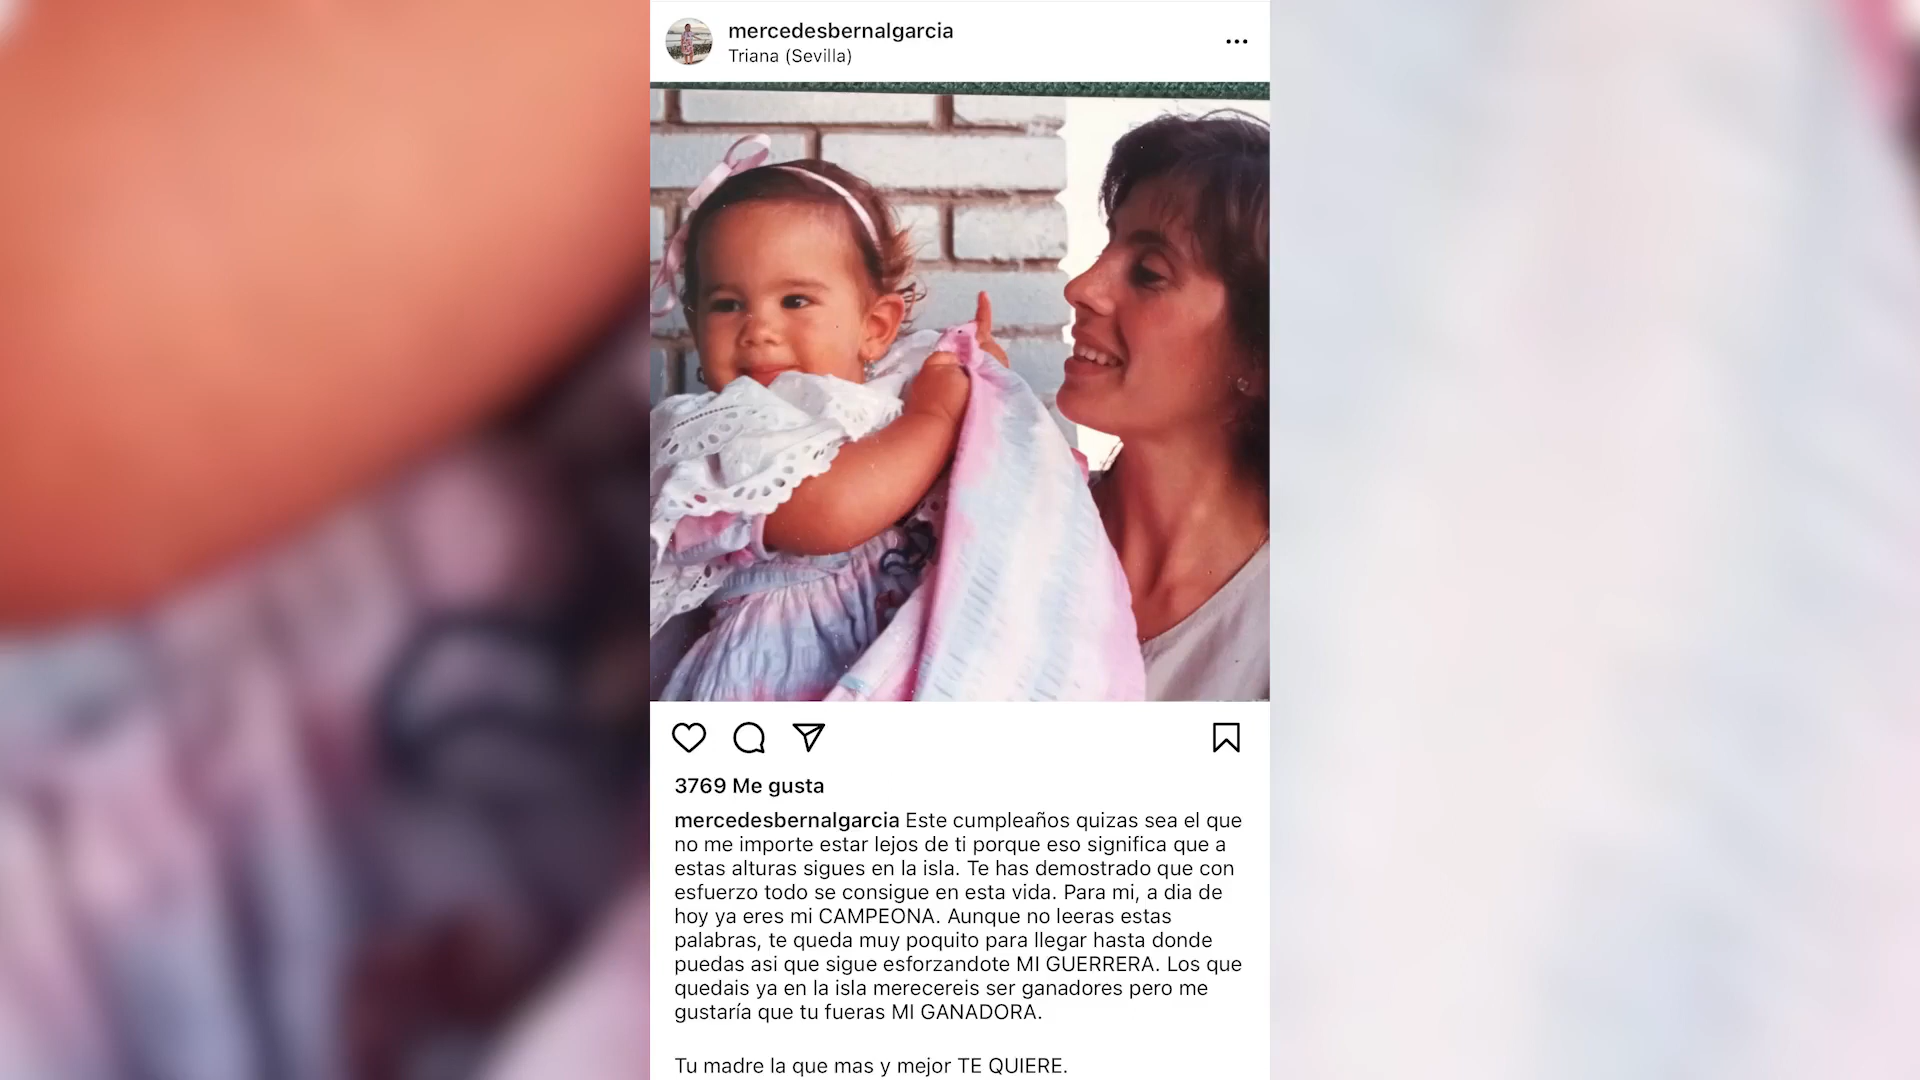 mercedesbernalgarcia
Triana (Sevilla)
3769 Me gusta
mercedesbernalgarcia Este cumpleaños quizas sea el que
no me importe estar lejos de ti porque eso significa que a
estas alturas sigues en la isla. Te has demostrado que con
esfuerzo todo se consigue en esta vida. Para mi, a dia de
hoy ya eres mi CAMPEONA. Aunque no leeras estas
palabras, te queda muy poquito para llegar hasta donde
puedas asi que sigue esforzandote MI GUERRERA. Los que
quedais ya en la isla merecereis ser ganadores pero me
gustaría que tu fueras MI GANADORA.
Tu madre la que mas y mejor TE QUIERE.